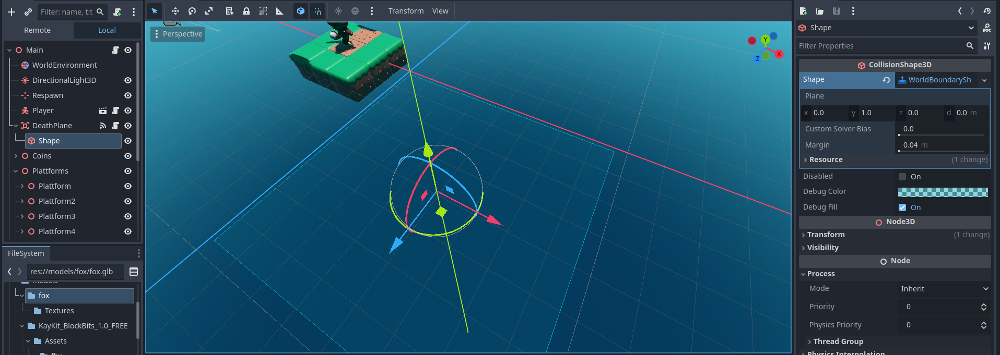 Filter: name, t:t
Remote
Local
Main
WorldEnvironment
DirectionalLight3D
Respawn
Player
DeathPlane
Shape
Coins
Plattforms
Plattform
Plattform2
Plattform3
Plattform4
FileSystem
res://models/fox/fox.glb
models
fox
Textures
KayKit_BlockBits_1.0_FREE
Assets
fbx
Transform View
Perspective
Y
X
Z
Shape
DOC
Filter Properties
CollisionShape3D
Shape WorldBoundarySh
Plane
x 0.0 y 1.0 z 0.0 d 0.0 m
Custom Solver Bias 0.0
Margin 0.04 m
Resource (1 change)
Disabled On
Debug Color
Debug Fill On
Node3D
Transform (1 change)
Visibility
Node
Process
Mode Inherit
Priority 0
Physics Priority 0
Thread Group
Physics Interpolation